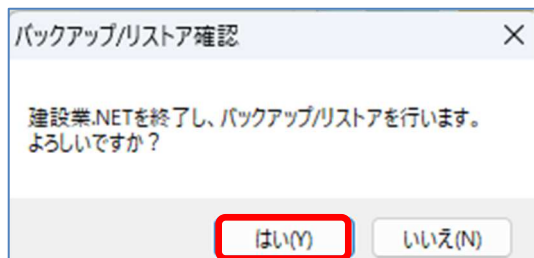 バックアップ/リストア確認
建設業.NETを終了し、バックアップ/リストアを行います。
よろしいですか？
はい(Y)
いいえ(N)